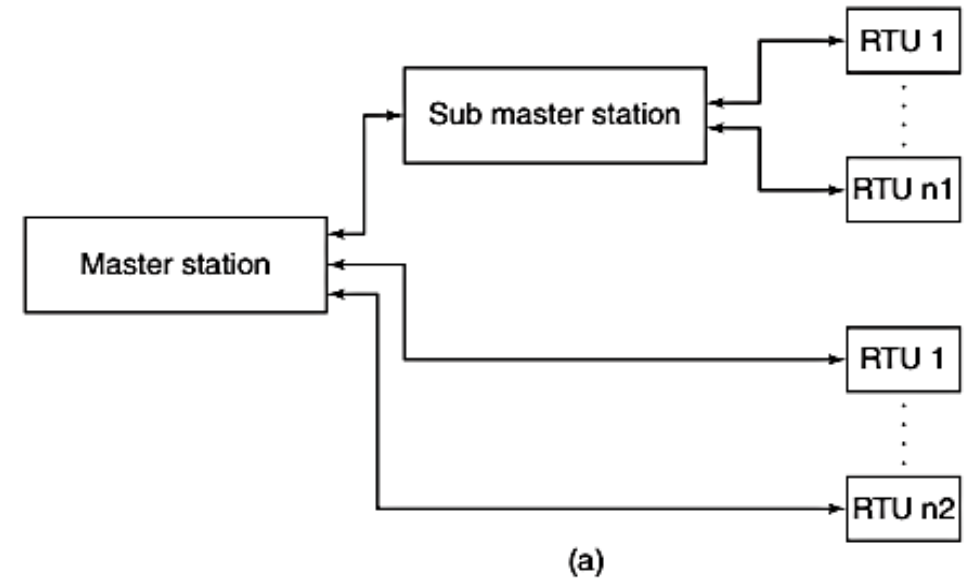 RTU 1
Sub master station
RTU n1
Master station
RTU 1
RTU n2
(a)